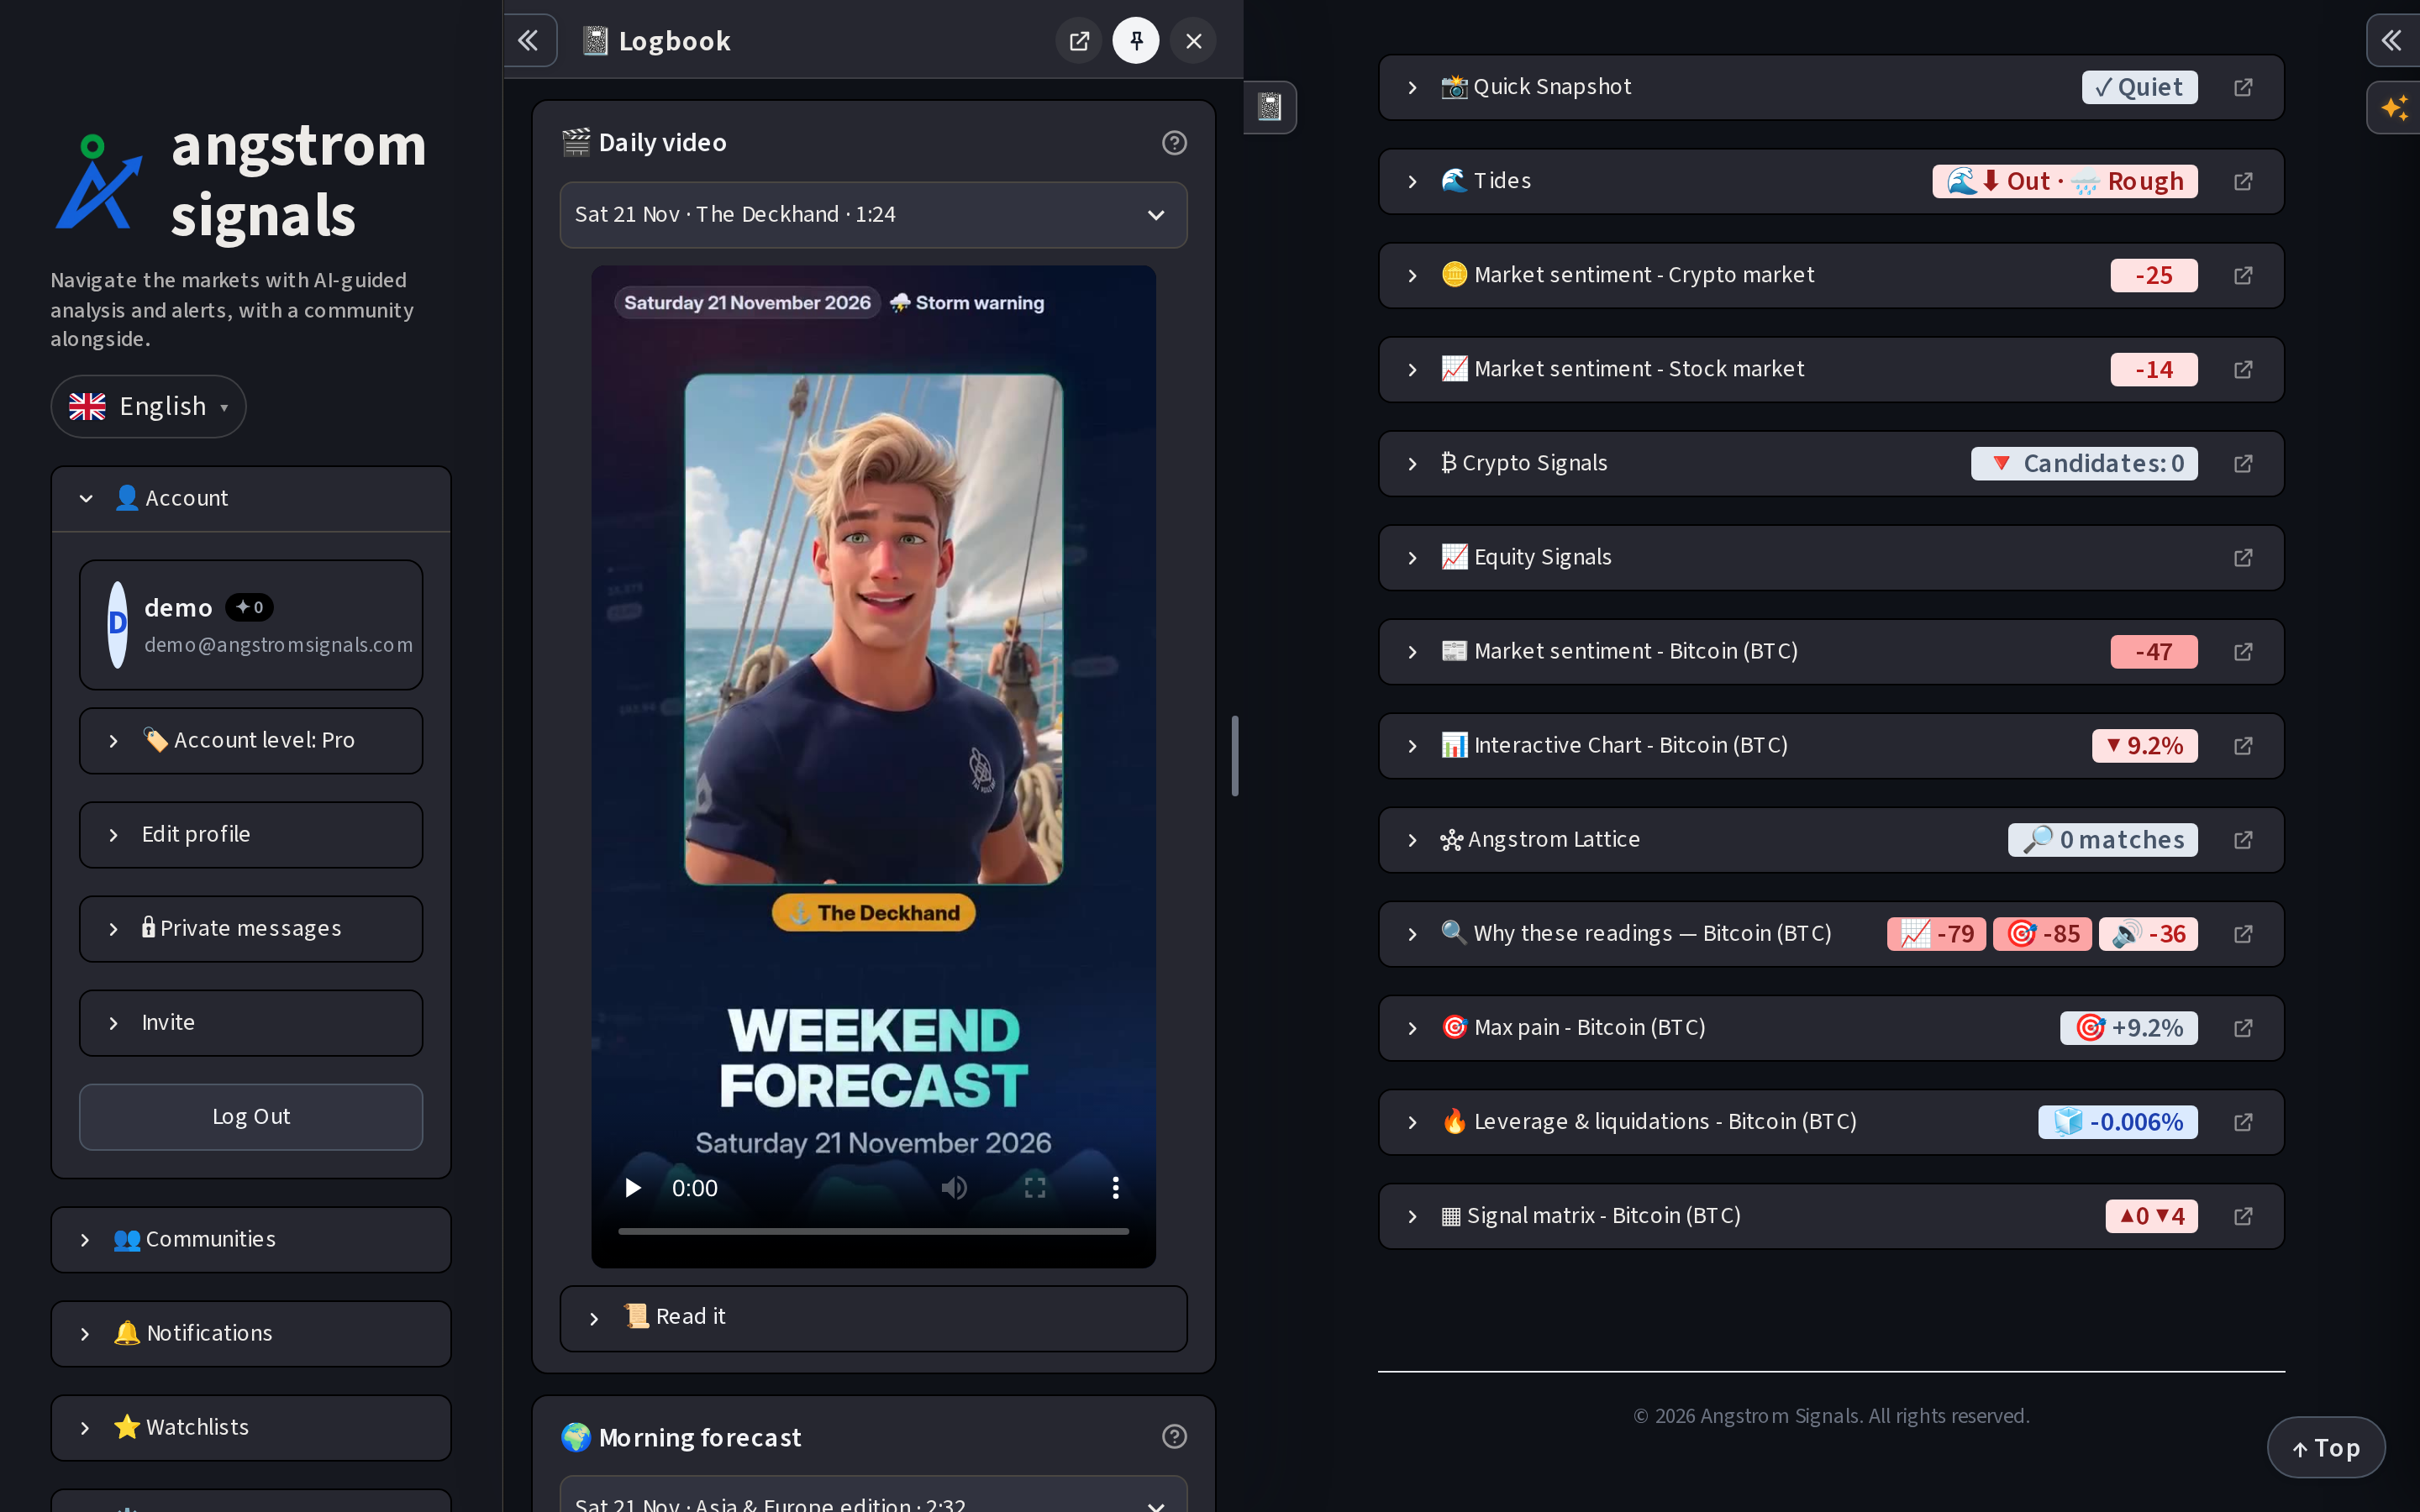 angstrom
signals
Navigate the markets with AI-guided
analysis and alerts, with a community
alongside.
English
Account
D
demo
0
demo@angstromsignals.com
Account level: Pro
Edit profile
Private messages
Invite
Log Out
Communities
Notifications
Watchlists
Logbook
Daily video
Sat 21 Nov · The Deckhand · 1:24
Saturday 21 November 2026
Storm warning
The Deckhand
WEEKEND
FORECAST
Saturday 21 November 2026
0:00
Read it
Morning forecast
Sat 21 Nov · Asia & Europe edition · 2:32
Quick Snapshot
✓ Quiet
Tides
Out · Rough
Market sentiment - Crypto market
-25
Market sentiment - Stock market
-14
₿ Crypto Signals
Candidates: 0
Equity Signals
Market sentiment - Bitcoin (BTC)
-47
Interactive Chart - Bitcoin (BTC)
▼ 9.2%
Angstrom Lattice
0 matches
Why these readings — Bitcoin (BTC)
-79
-85
-36
Max pain - Bitcoin (BTC)
+9.2%
Leverage & liquidations - Bitcoin (BTC)
-0.006%
Signal matrix - Bitcoin (BTC)
▲0 ▼4
© 2026 Angstrom Signals. All rights reserved.
↑ Top